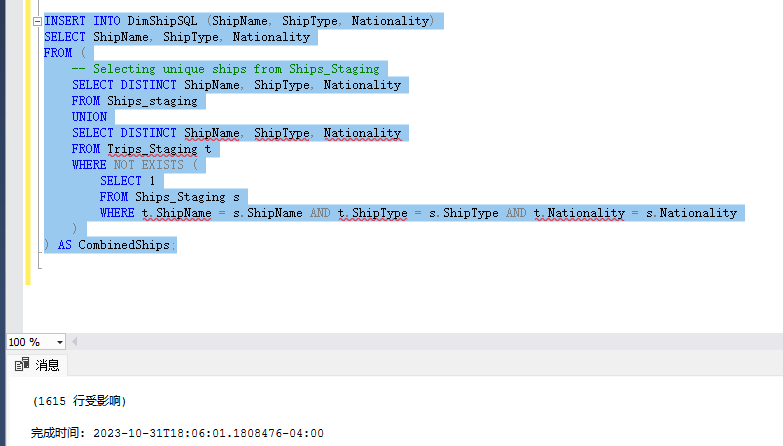 INSERT INTO DimShipSQL (ShipName, ShipType, Nationality)
SELECT ShipName, ShipType, Nationality
FROM (
-- Selecting unique ships from Ships_Staging
SELECT DISTINCT ShipName, ShipType, Nationality
FROM Ships_staging
UNION
SELECT DISTINCT ShipName, ShipType, Nationality
FROM Trips_Staging t
WHERE NOT EXISTS (
SELECT 1
FROM Ships_Staging s
WHERE t.ShipName = s.ShipName AND t.ShipType = s.ShipType AND t.Nationality = s.Nationality
)
) AS CombinedShips;
100 %
消息
(1615 行受影响)
完成时间: 2023-10-31T18:06:01.1808476-04:00